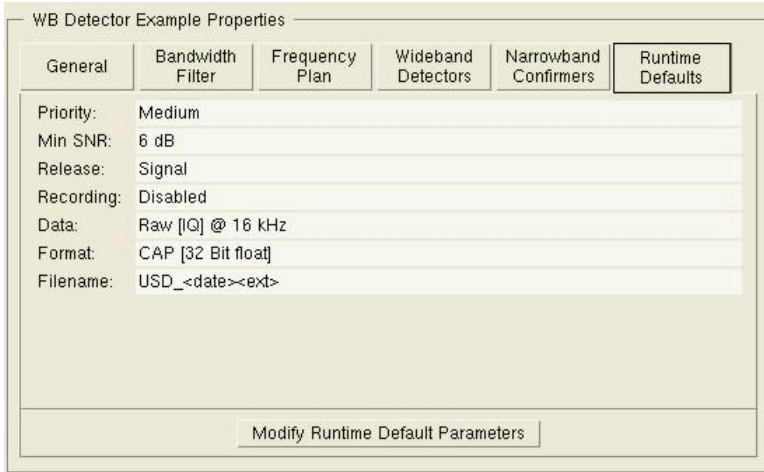 WB Detector Example Properties
General
Bandwidth
Filter
Frequency
Plan
Wideband
Detectors
Narrowband
Confirmers
Runtime
Defaults
Priority: Medium
Min SNR: 6 dB
Release: Signal
Recording: Disabled
Data: Raw [IQ] @ 16 kHz
Format: CAP [32 Bit float]
Filename: USD_<date><ext>
Modify Runtime Default Parameters